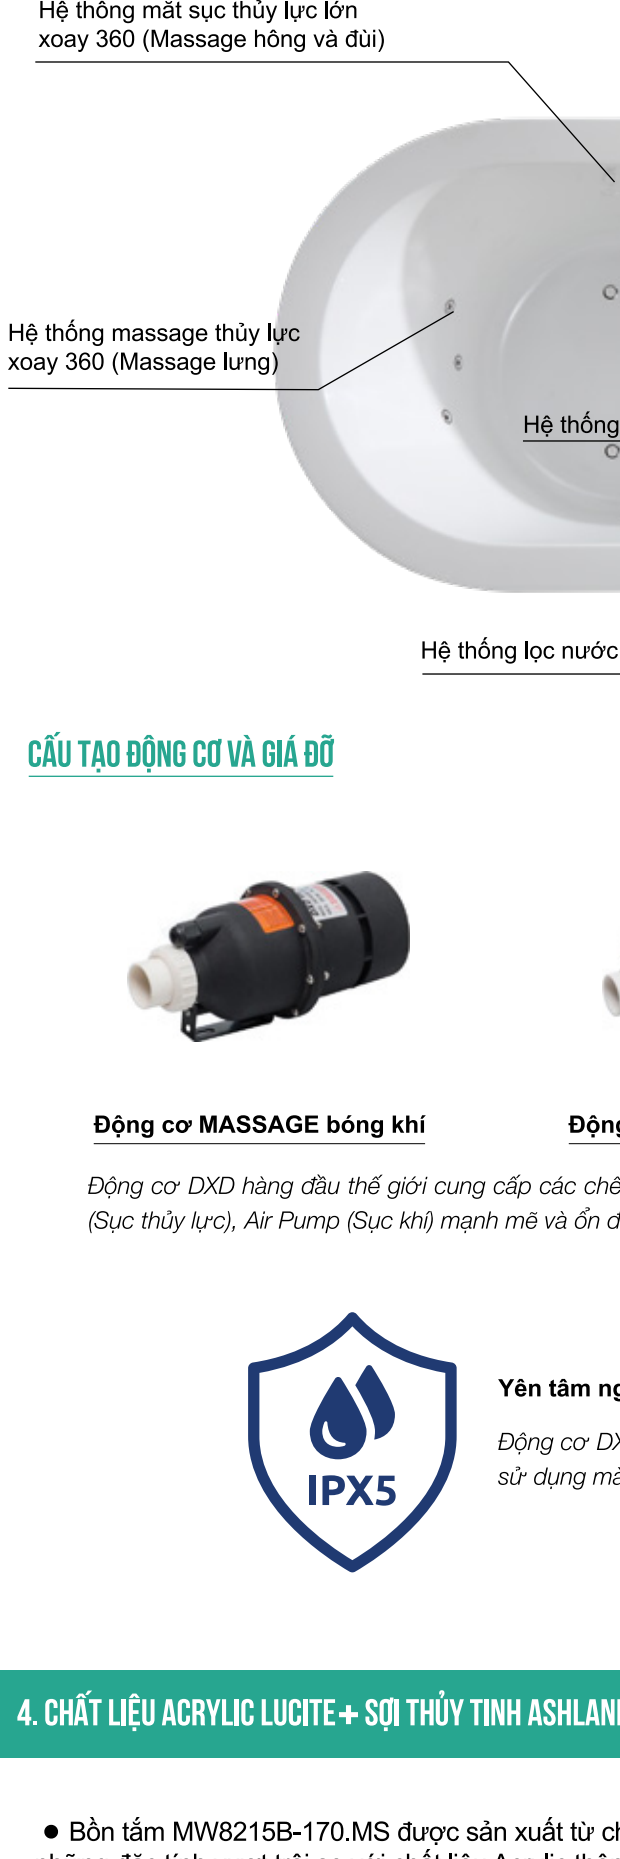 Hệ thống mắt sục thủy lực lớn
xoay 360 (Massage hông và đùi)
Hệ thống massage thủy lực
xoay 360 (Massage lưng)
Hệ thống
Hệ thống lọc nước
CẤU TẠO ĐỘNG CƠ VÀ GIÁ ĐỠ
Động cơ MASSAGE bóng khí
Động
Động cơ DXD hàng đầu thế giới cung cấp các chế
(Sục thủy lực), Air Pump (Sục khí) mạnh mẽ và ổn đ
IPX5
Yên tâm ng
Động cơ DX
sử dụng mà
4. CHẤT LIỆU ACRYLIC LUCITE + SỢI THỦY TINH ASHLAN
● Bồn tắm MW8215B-170.MS được sản xuất từ ch